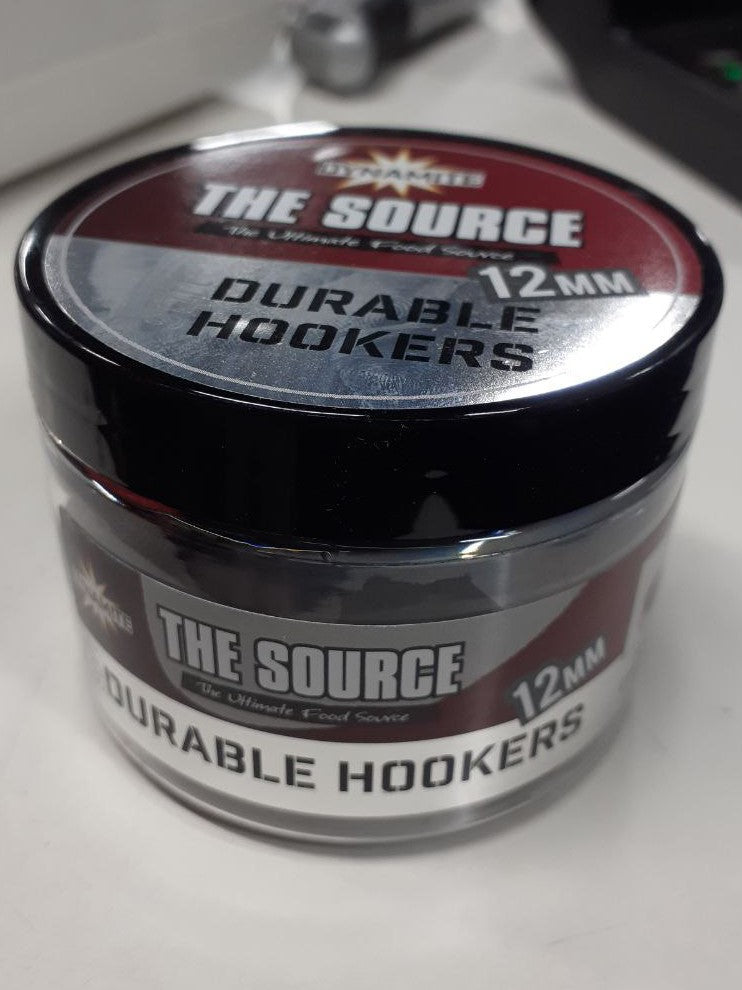 DYNAMITE
THE SOURCE
The Ultimate Food Source
12MM
DURABLE
HOOKERS
THE SOURCE
The Ultimate Food Source
12MM
DURABLE HOOKERS